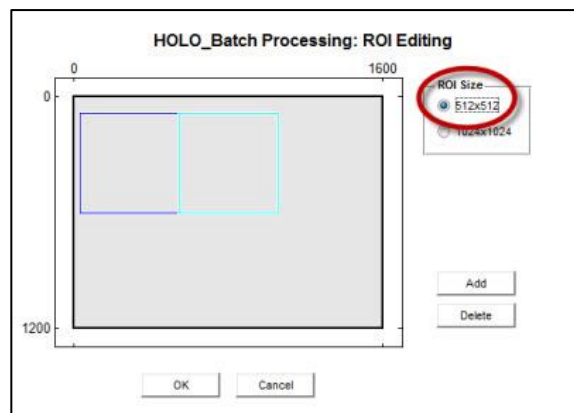 HOLO_Batch Processing: ROI Editing
0 1600
0
1200
ROI Size
512x512
1024x1024
Add
Delete
OK Cancel